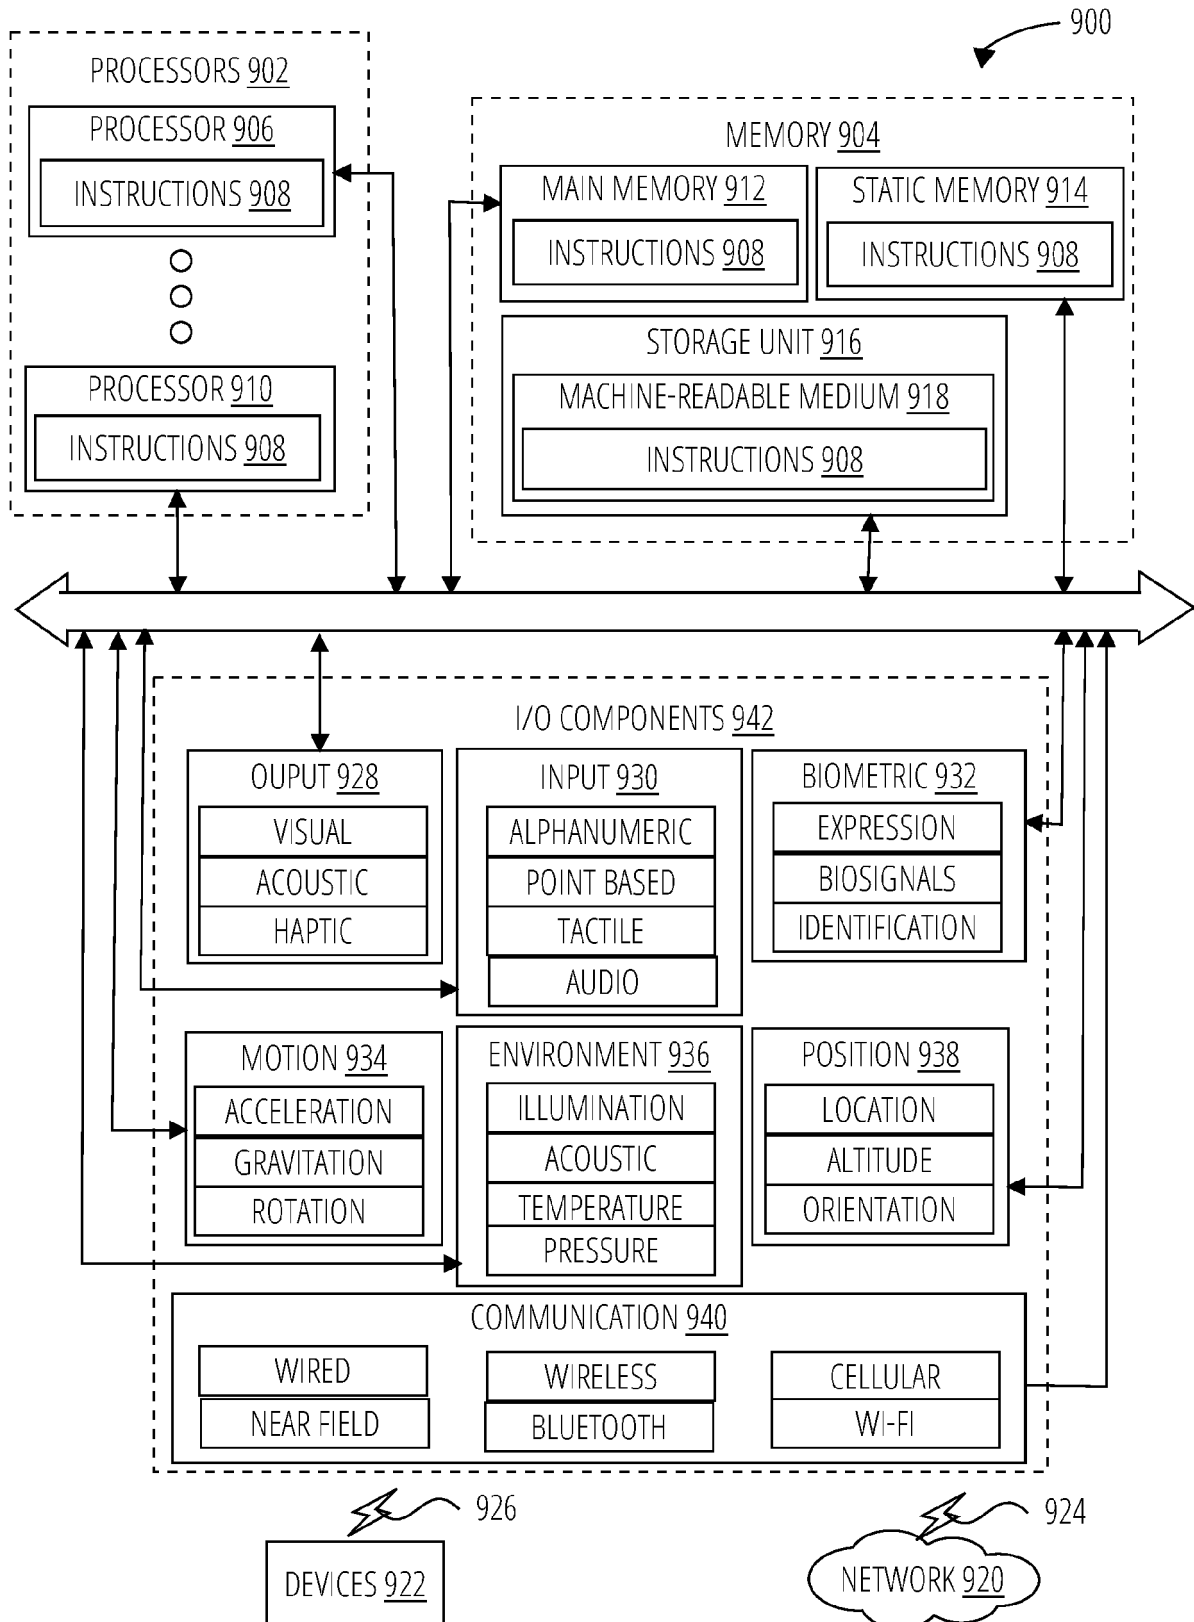 900
PROCESSORS 902
PROCESSOR 906
INSTRUCTIONS 908
PROCESSOR 910
INSTRUCTIONS 908
MEMORY 904
MAIN MEMORY 912
INSTRUCTIONS 908
STATIC MEMORY 914
INSTRUCTIONS 908
STORAGE UNIT 916
MACHINE-READABLE MEDIUM 918
INSTRUCTIONS 908
I/O COMPONENTS 942
OUPUT 928
VISUAL
ACOUSTIC
HAPTIC
INPUT 930
ALPHANUMERIC
POINT BASED
TACTILE
AUDIO
BIOMETRIC 932
EXPRESSION
BIOSIGNALS
IDENTIFICATION
MOTION 934
ACCELERATION
GRAVITATION
ROTATION
ENVIRONMENT 936
ILLUMINATION
ACOUSTIC
TEMPERATURE
PRESSURE
POSITION 938
LOCATION
ALTITUDE
ORIENTATION
COMMUNICATION 940
WIRED
NEAR FIELD
WIRELESS
BLUETOOTH
CELLULAR
WI-FI
926
924
DEVICES 922
NETWORK 920